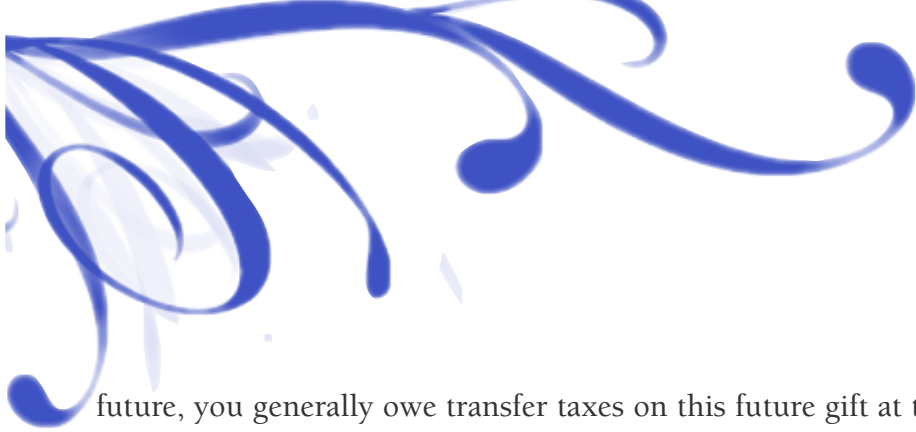 future, you generally owe transfer taxes on this future gift at